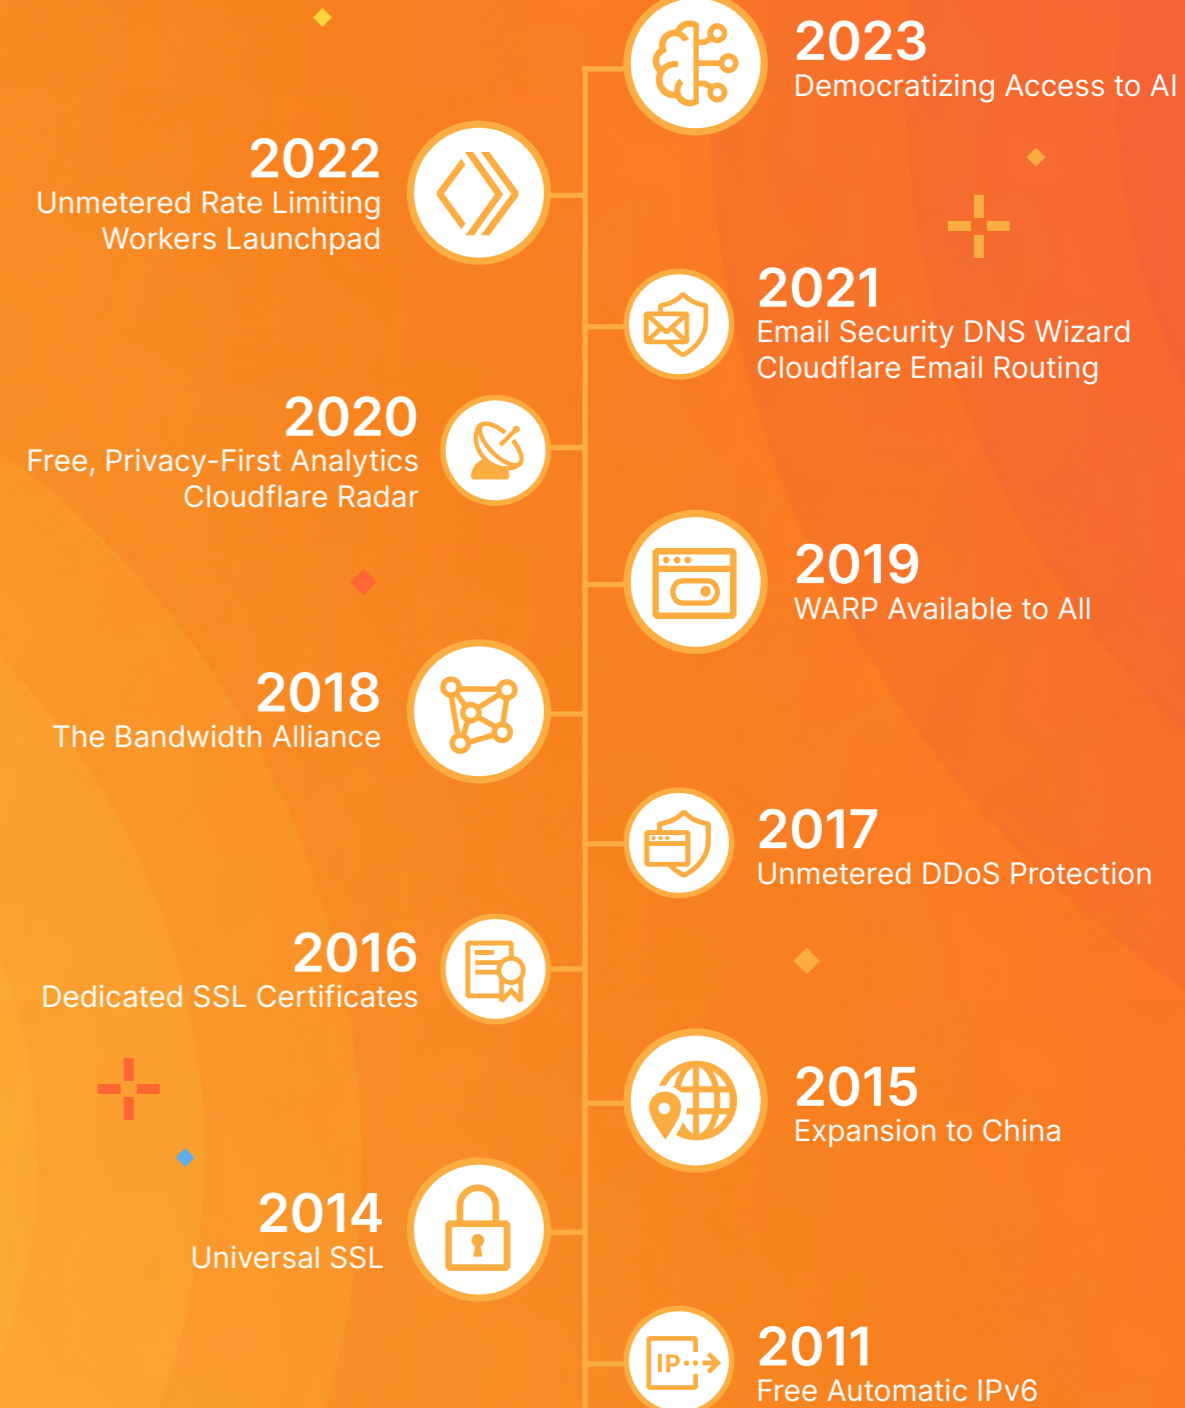 2023
Democratizing Access to AI
2022
Unmetered Rate Limiting
Workers Launchpad
2021
Email Security DNS Wizard
Cloudflare Email Routing
2020
Free, Privacy-First Analytics
Cloudflare Radar
2019
WARP Available to All
2018
The Bandwidth Alliance
2017
Unmetered DDoS Protection
2016
Dedicated SSL Certificates
2015
Expansion to China
2014
Universal SSL
2011
IP
Free Automatic IPv6